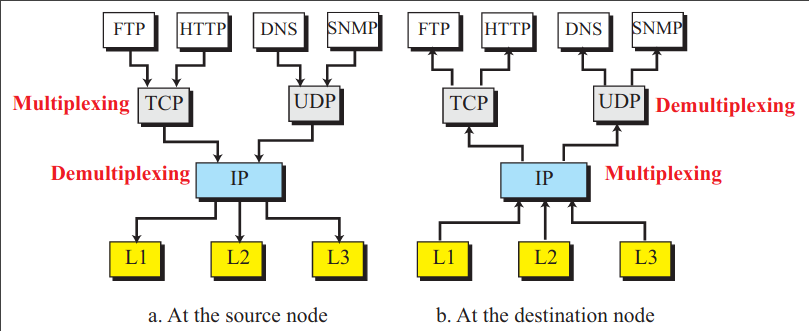 FTP HTTP DNS SNMP FTP HTTP DNS SNMP
Multiplexing TCP UDP TCP UDP Demultiplexing
Demultiplexing IP IP Multiplexing
L1 L2 L3 L1 L2 L3
a. At the source node b. At the destination node